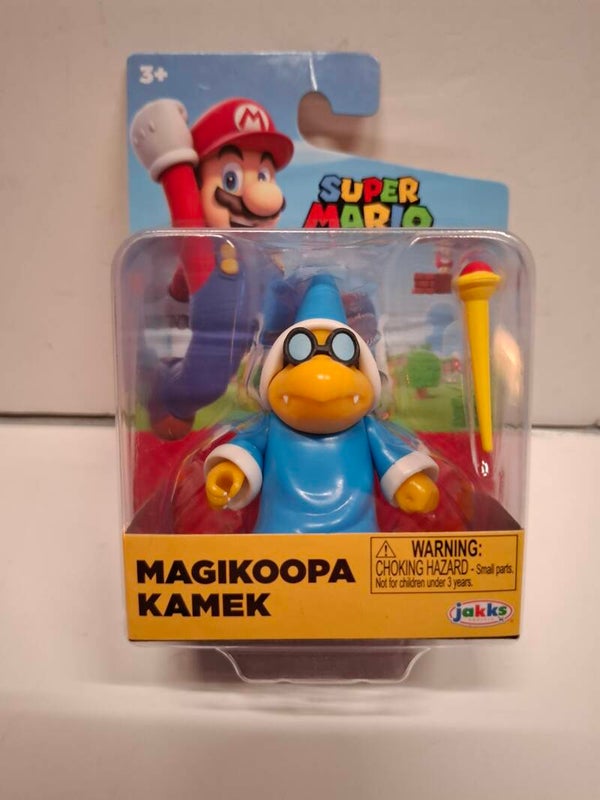 3+
M
SUPER
MARIO
MAGIKOOPA
KAMEK
WARNING:
CHOKING HAZARD - Small parts.
Not for children under 3 years.
jakks